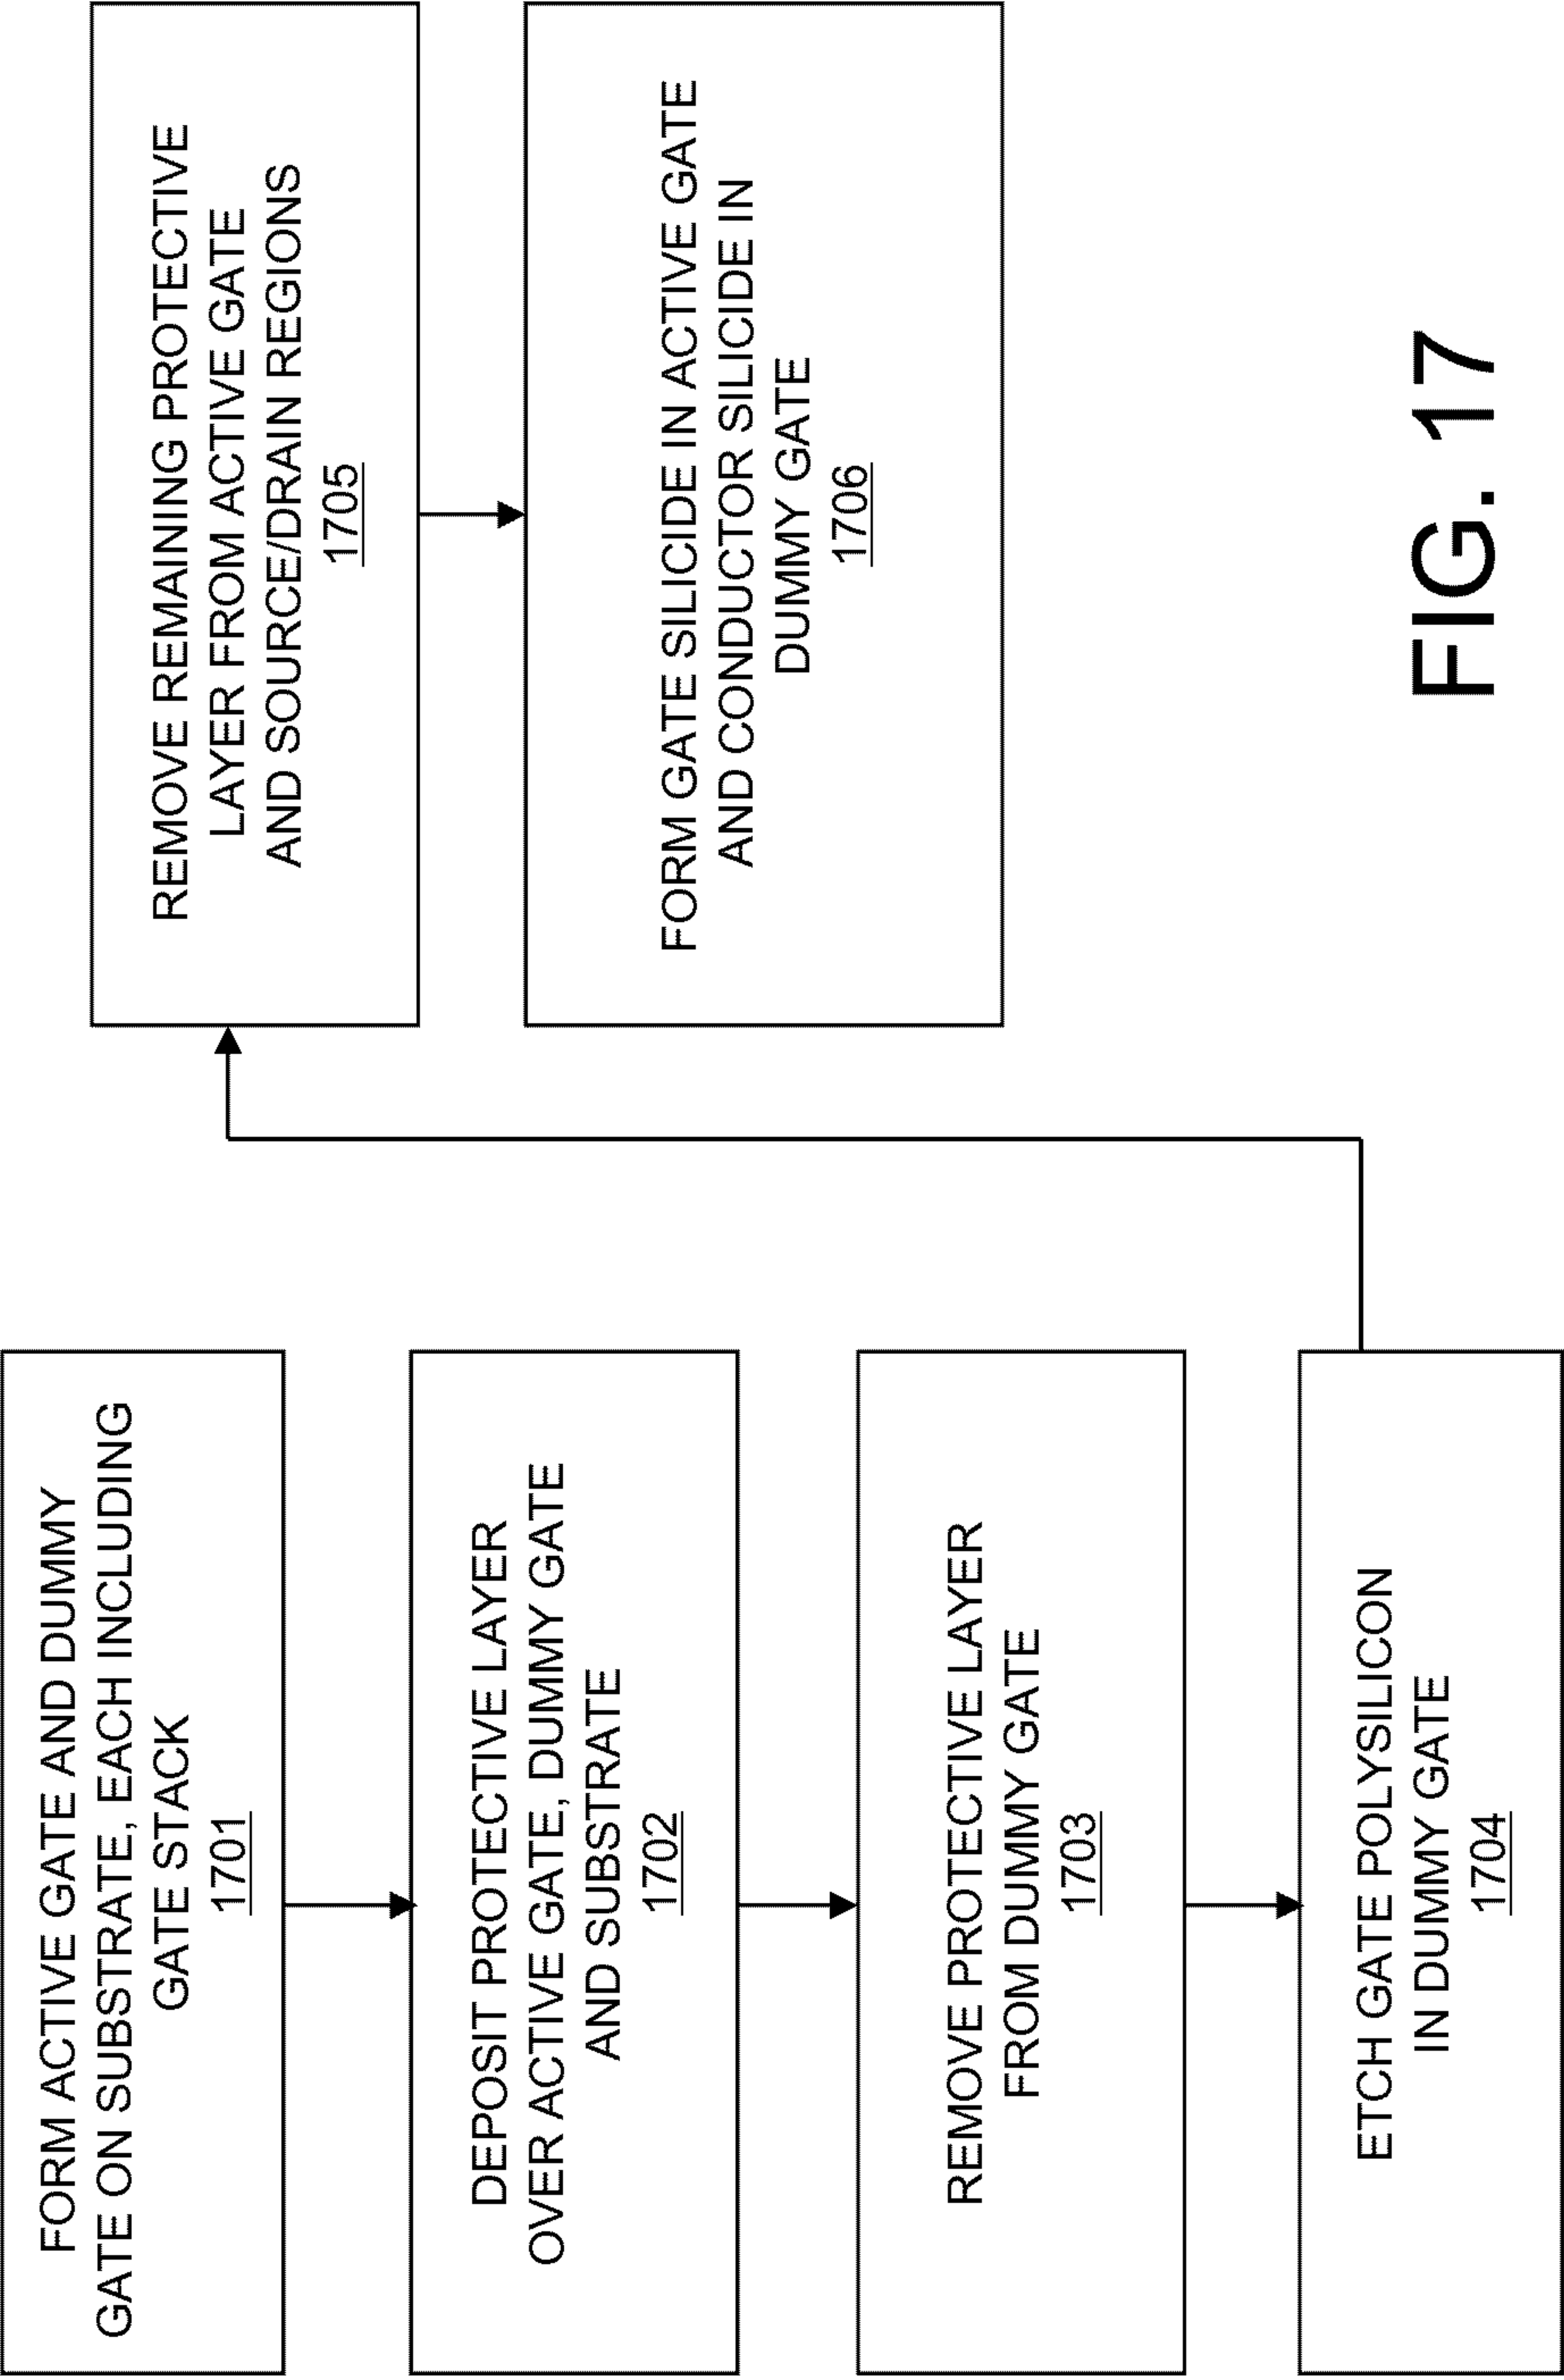 FORM ACTIVE GATE AND DUMMY
GATE ON SUBSTRATE, EACH INCLUDING
GATE STACK
1701
DEPOSIT PROTECTIVE LAYER
OVER ACTIVE GATE, DUMMY GATE
AND SUBSTRATE
1702
REMOVE PROTECTIVE LAYER
FROM DUMMY GATE
1703
ETCH GATE POLYSILICON
IN DUMMY GATE
1704
REMOVE REMAINING PROTECTIVE
LAYER FROM ACTIVE GATE
AND SOURCE/DRAIN REGIONS
1705
FORM GATE SILICIDE IN ACTIVE GATE
AND CONDUCTOR SILICIDE IN
DUMMY GATE
1706
FIG. 17